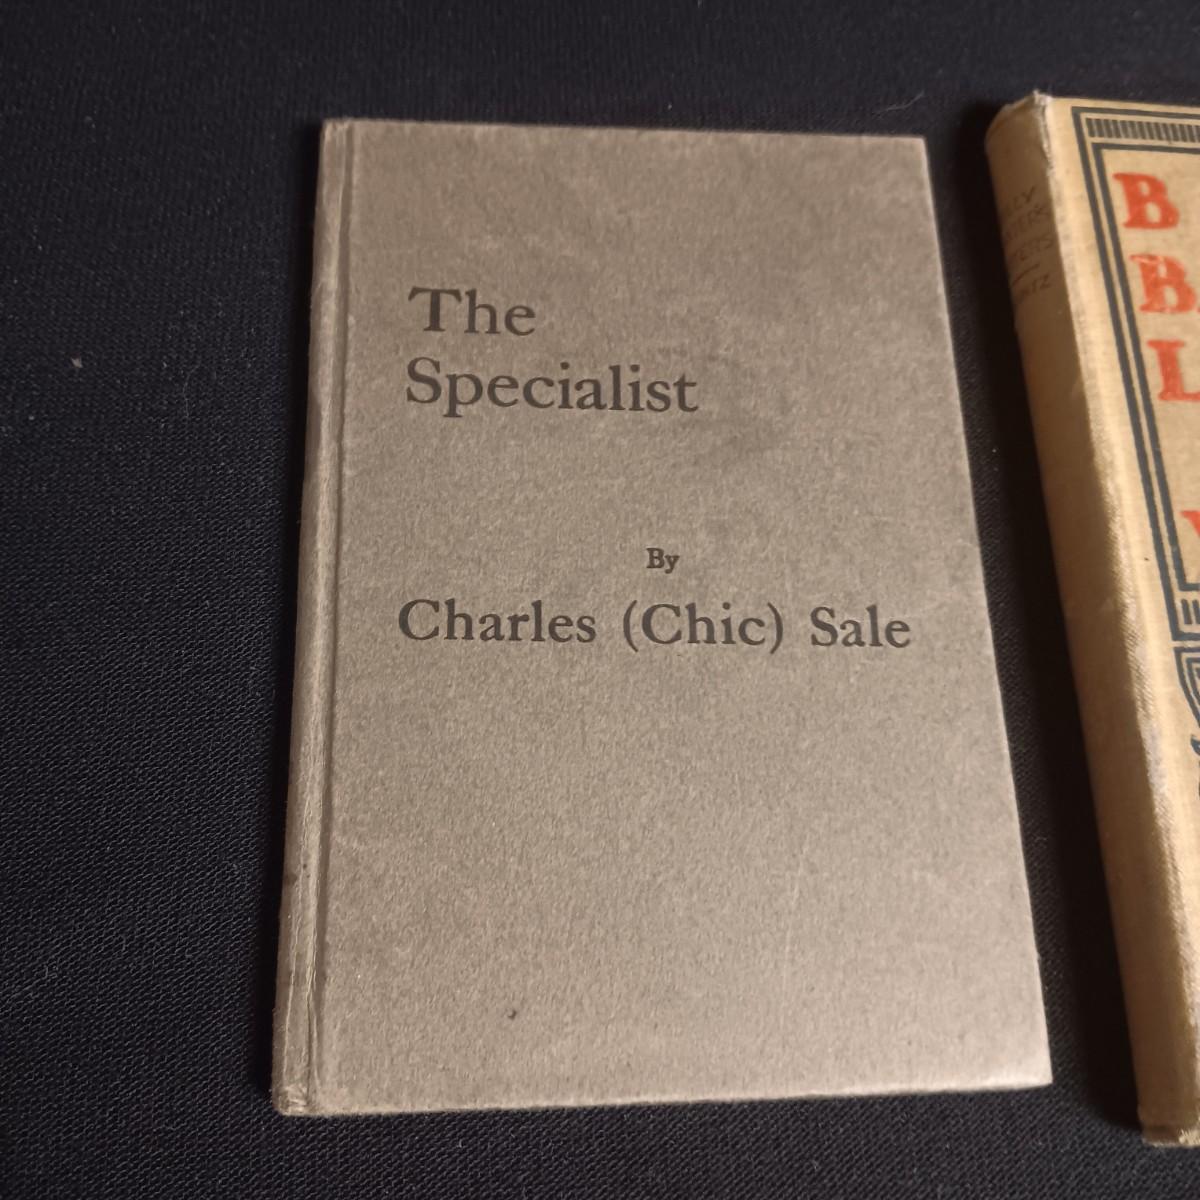 The
Specialist
By
Charles (Chic) Sale
B
B
L